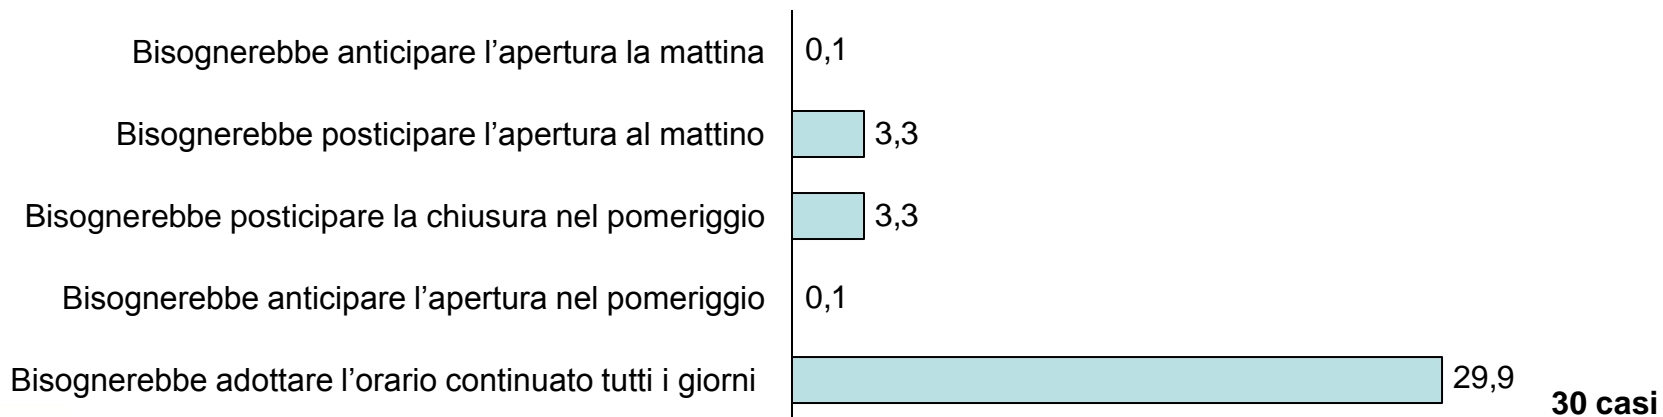 Bisognerebbe anticipare l’apertura la mattina 0,1
Bisognerebbe posticipare l’apertura al mattino 3,3
Bisognerebbe posticipare la chiusura nel pomeriggio 3,3
Bisognerebbe anticipare l’apertura nel pomeriggio 0,1
Bisognerebbe adottare l’orario continuato tutti i giorni 29,9
30 casi